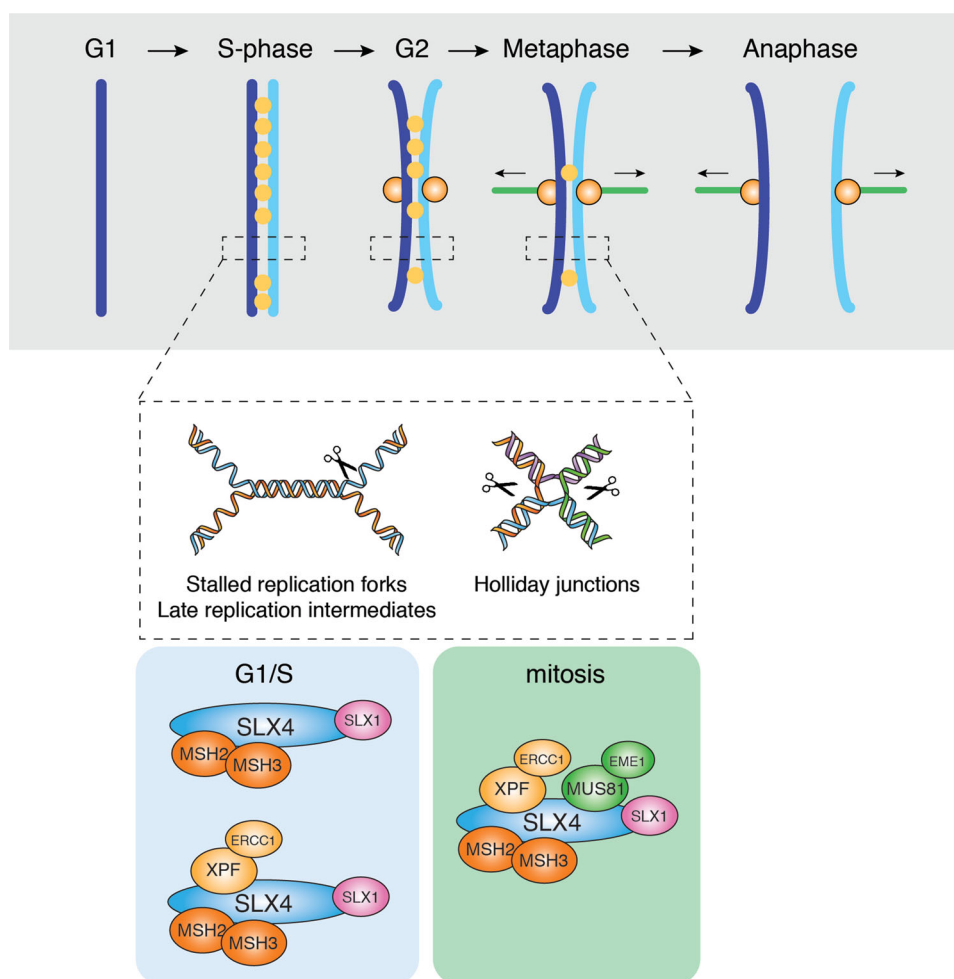 G1 S-phase G2 Metaphase Anaphase
Stalled replication forks
Late replication intermediates
Holliday junctions
G1/S
SLX4
SLX1
MSH2
MSH3
ERCC1
XPF
SLX4
SLX1
MSH2
MSH3
mitosis
ERCC1
EME1
XPF
MUS81
SLX4
SLX1
MSH2
MSH3